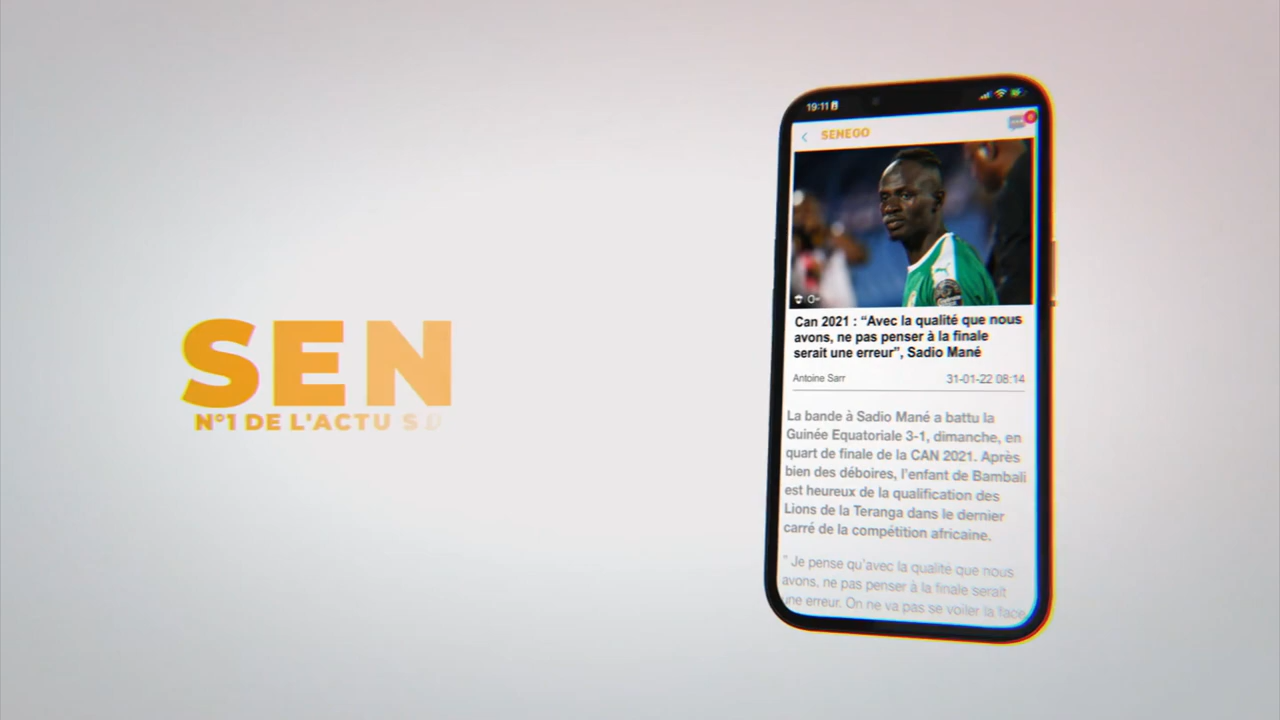 SEN
N°1 DE L'ACTU S
19:11
SENEGO
Can 2021 : “Avec la qualité que nous
avons, ne pas penser à la finale
serait une erreur”, Sadio Mané
Antoine Sarr 31-01-22 08:14
La bande à Sadio Mané a battu la
Guinée Equatoriale 3-1, dimanche, en
quart de finale de la CAN 2021. Après
bien des déboires, l'enfant de Bambali
est heureux de la qualification des
Lions de la Teranga dans le dernier
carré de la compétition africaine.
" Je pense qu'avec la qualité que nous
avons, ne pas penser à la finale serait
une erreur. On ne va pas se voiler la face